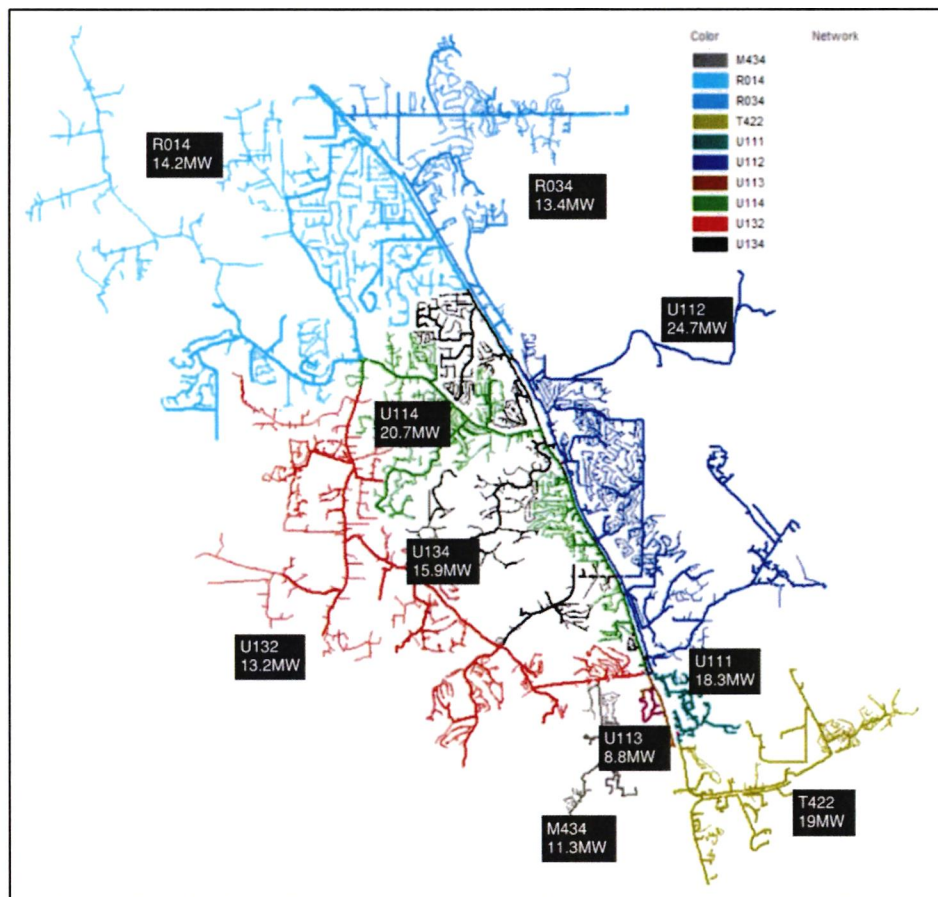 Color Network
M434
R014
R034
T422
U111
U112
U113
U114
U132
U134
R014
14.2MW
R034
13.4MW
U112
24.7MW
U114
20.7MW
U134
15.9MW
U132
13.2MW
U111
18.3MW
U113
8.8MW
T422
19MW
M434
11.3MW